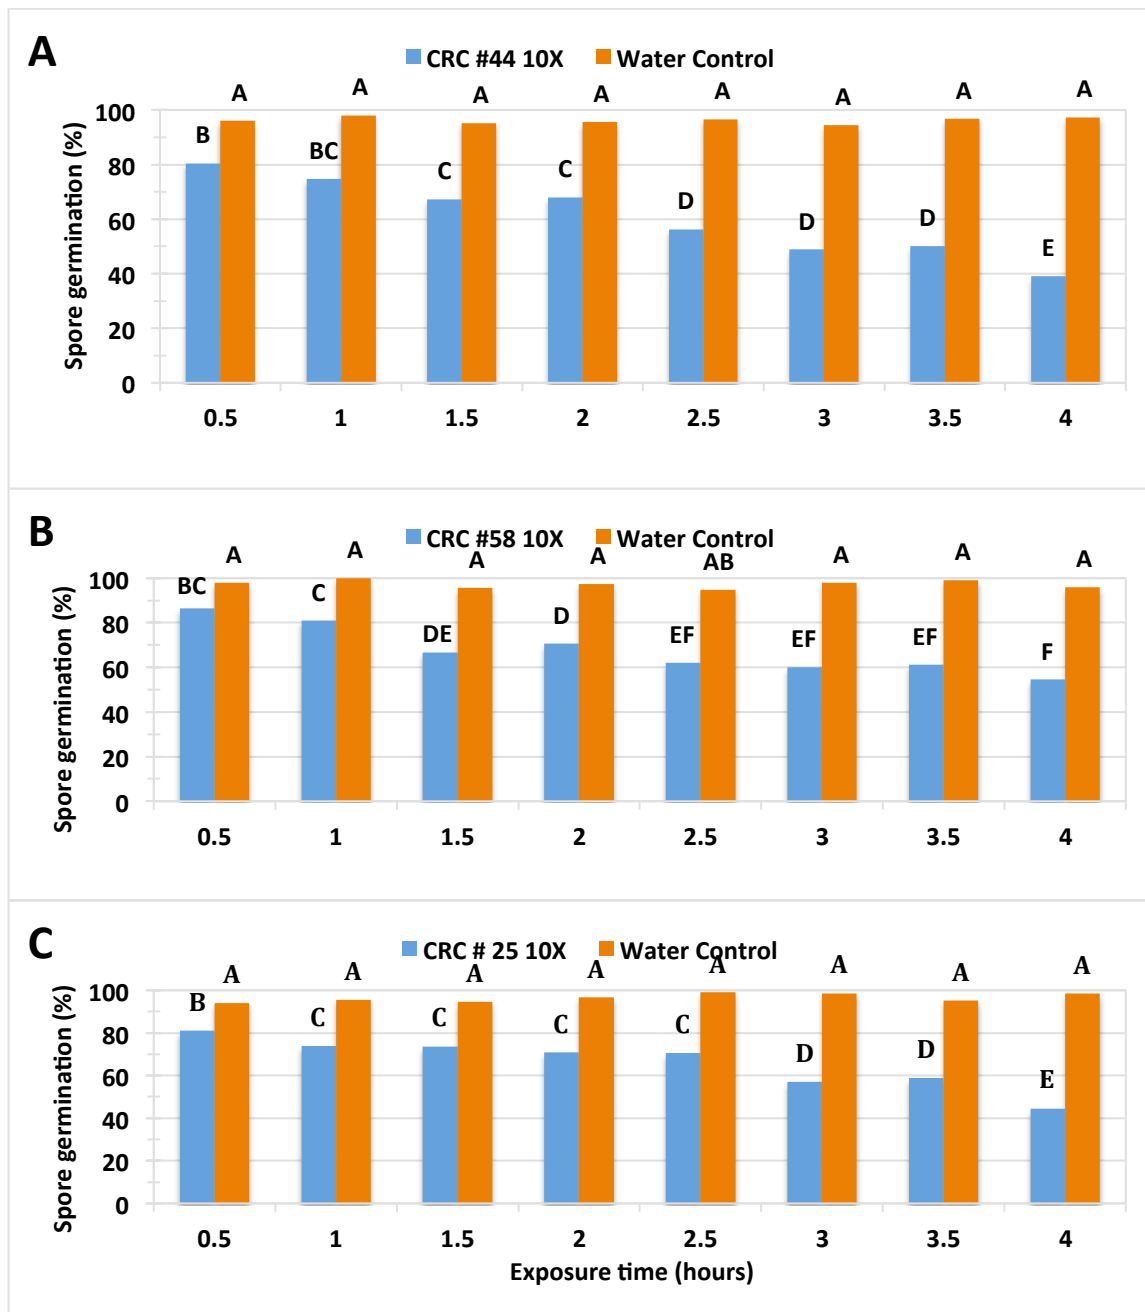 A
CRC #44 10X Water Control
A A A A A A A A
B BC C C D D D E
Spore germination (%)
100
80
60
40
20
0
0.5 1 1.5 2 2.5 3 3.5 4
B
CRC #58 10X Water Control
A A A A AB A A A
BC C DE D EF EF EF F
Spore germination (%)
100
80
60
40
20
0
0.5 1 1.5 2 2.5 3 3.5 4
C
CRC # 25 10X Water Control
A A A A A A A A
B C C C C D D E
Spore germination (%)
100
80
60
40
20
0
0.5 1 1.5 2 2.5 3 3.5 4
Exposure time (hours)